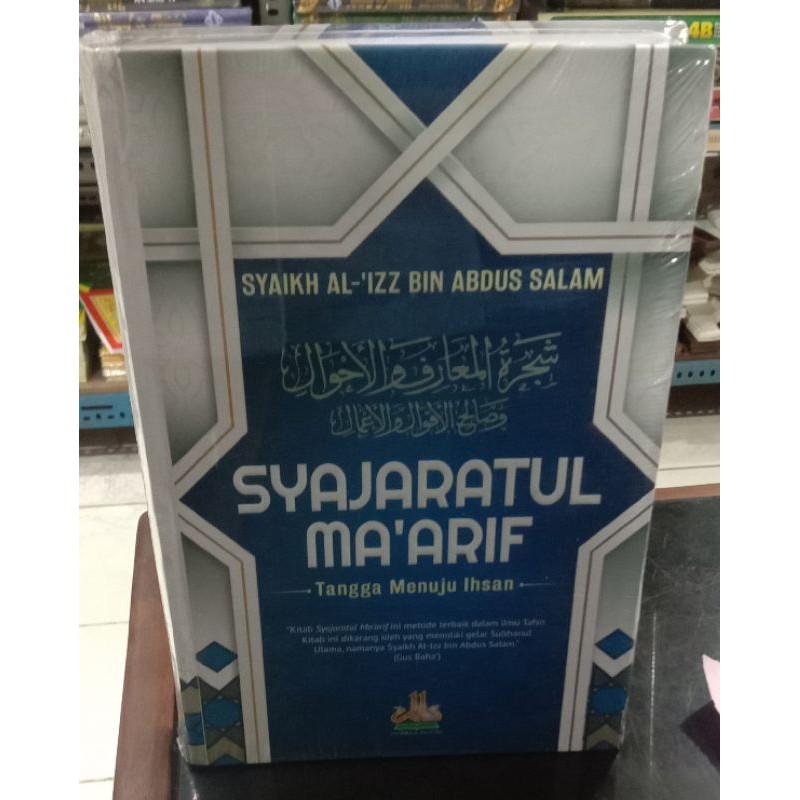 4B
SYAIKH AL-'IZZ BIN ABDUS SALAM
شجرة المعارف والأحوال
وصالح الأقوال والأعمال
SYAJARATUL
MA'ARIF
Tangga Menuju Ihsan
"Kitab Syajaratul Ma'arif ini metode terbaik dalam ilmu
Kitab ini dikarang oleh yang memiliki gelar Sulthanul
Ulama, namanya Syaikh Al-Izz bin Abdus Salam."
(Gus Baha')